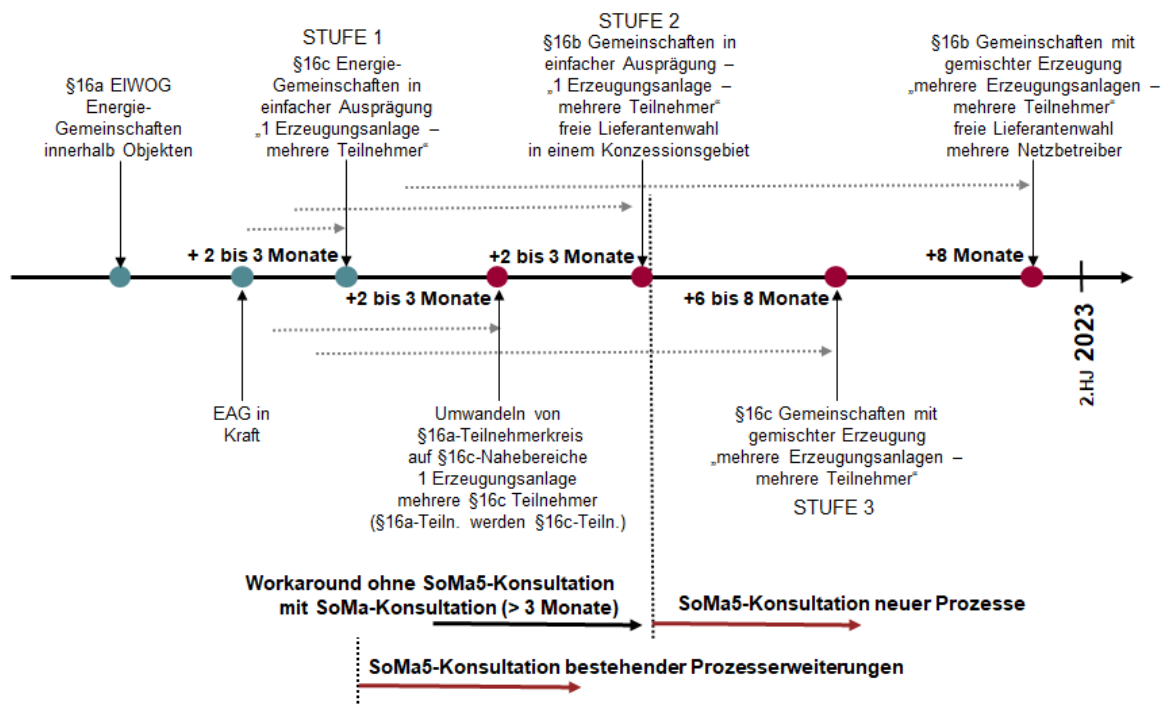 §16a EIWOG
Energie-
Gemeinschaften
innerhalb Objekten
STUFE 1
§16c Energie-
Gemeinschaften in
einfacher Ausprägung
„1 Erzeugungsanlage –
mehrere Teilnehmer“
STUFE 2
§16b Gemeinschaften in
einfacher Ausprägung –
„1 Erzeugungsanlage –
mehrere Teilnehmer“
freie Lieferantenwahl
in einem Konzessionsgebiet
§16b Gemeinschaften mit
gemischter Erzeugung
„mehrere Erzeugungsanlagen –
mehrere Teilnehmer“
freie Lieferantenwahl
mehrere Netzbetreiber
+ 2 bis 3 Monate
+2 bis 3 Monate
+2 bis 3 Monate
+6 bis 8 Monate
+8 Monate
2.HJ 2023
EAG in
Kraft
Umwandeln von
§16a-Teilnehmerkreis
auf §16c-Nahebereiche
1 Erzeugungsanlage
mehrere §16c Teilnehmer
(§16a-Teiln. werden §16c-Teiln.)
§16c Gemeinschaften mit
gemischter Erzeugung
„mehrere Erzeugungsanlagen –
mehrere Teilnehmer“
STUFE 3
Workaround ohne SoMa5-Konsultation
mit SoMa-Konsultation (> 3 Monate)
SoMa5-Konsultation neuer Prozesse
SoMa5-Konsultation bestehender Prozesserweiterungen